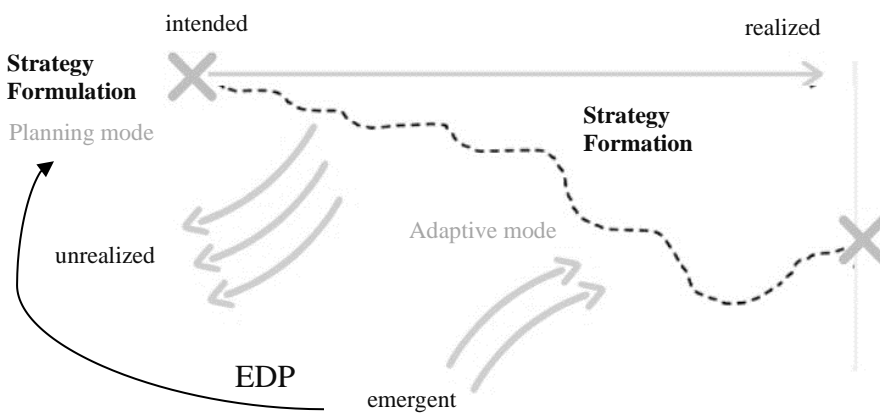 intended
realized
Strategy
Formulation
Planning mode
Strategy
Formation
Adaptive mode
unrealized
EDP
emergent